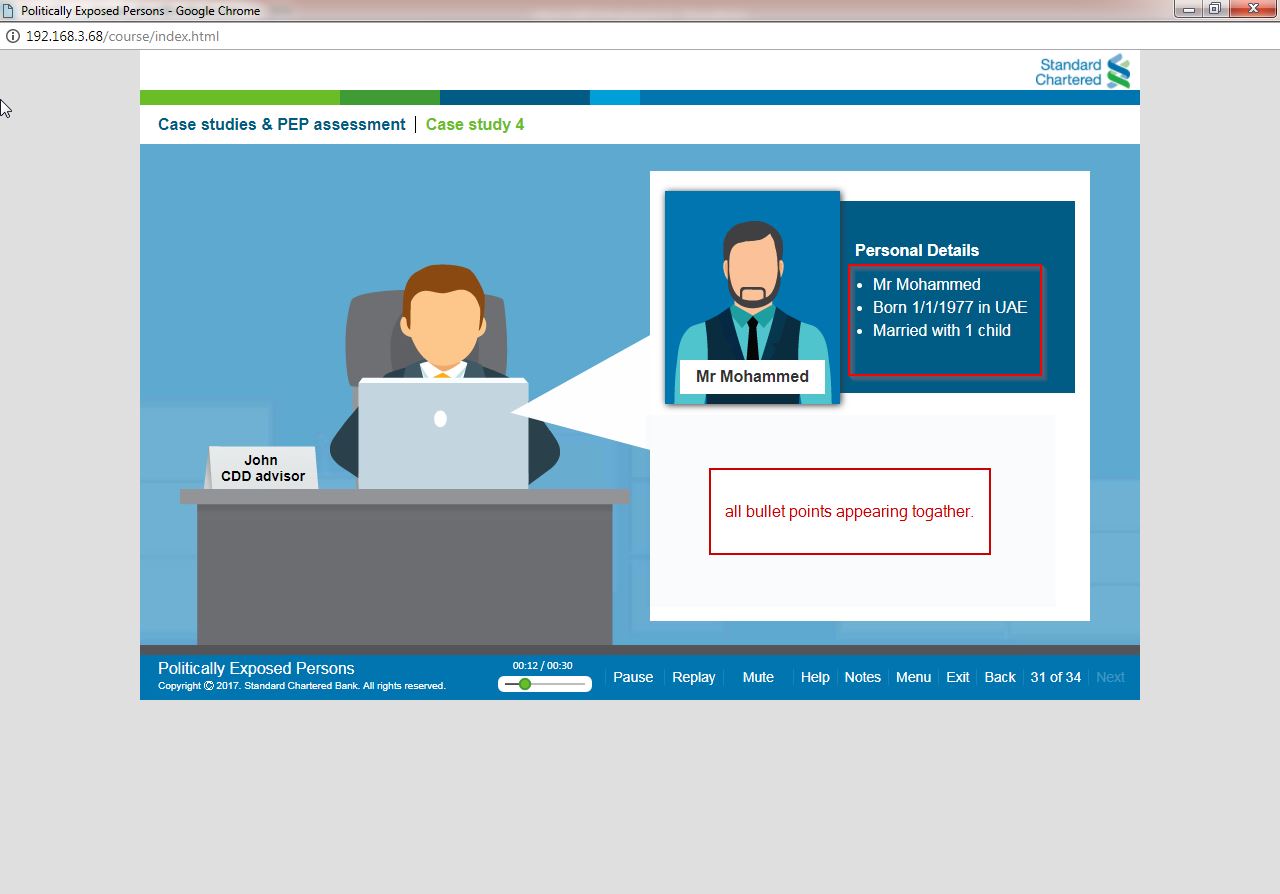 Politically Exposed Persons - Google Chrome
192.168.3.68/course/index.html
Standard
Chartered
Case studies & PEP assessment | Case study 4
Personal Details
• Mr Mohammed
• Born 1/1/1977 in UAE
• Married with 1 child
Mr Mohammed
John
CDD advisor
all bullet points appearing togather.
Politically Exposed Persons
Copyright © 2017. Standard Chartered Bank. All rights reserved.
00:12 / 00:30
Pause Replay Mute Help Notes Menu Exit Back 31 of 34 Next